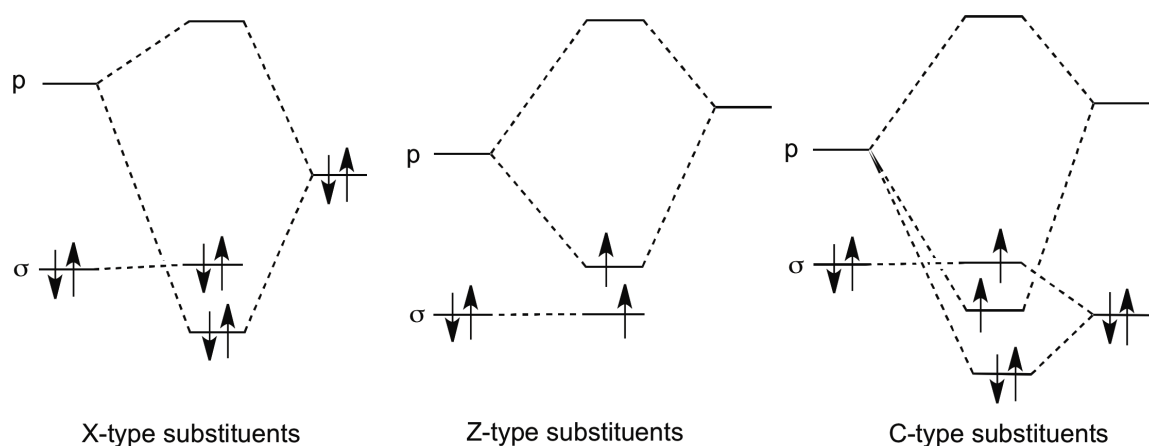 p
σ
X-type substituents
p
σ
Z-type substituents
p
σ
C-type substituents